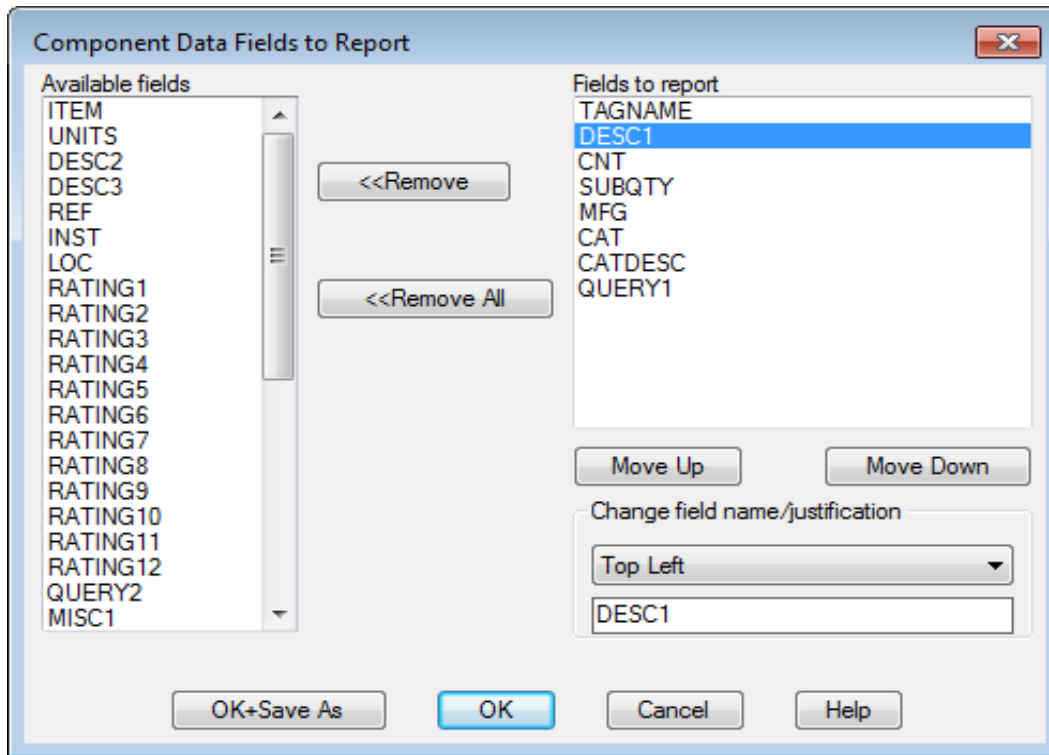 Component Data Fields to Report
Available fields
ITEM
UNITS
DESC2
DESC3
REF
INST
LOC
RATING1
RATING2
RATING3
RATING4
RATING5
RATING6
RATING7
RATING8
RATING9
RATING10
RATING11
RATING12
QUERY2
MISC1
<<Remove
<<Remove All
Fields to report
TAGNAME
DESC1
CNT
SUBQTY
MFG
CAT
CATDESC
QUERY1
Move Up
Move Down
Change field name/justification
Top Left
DESC1
OK+Save As
OK
Cancel
Help